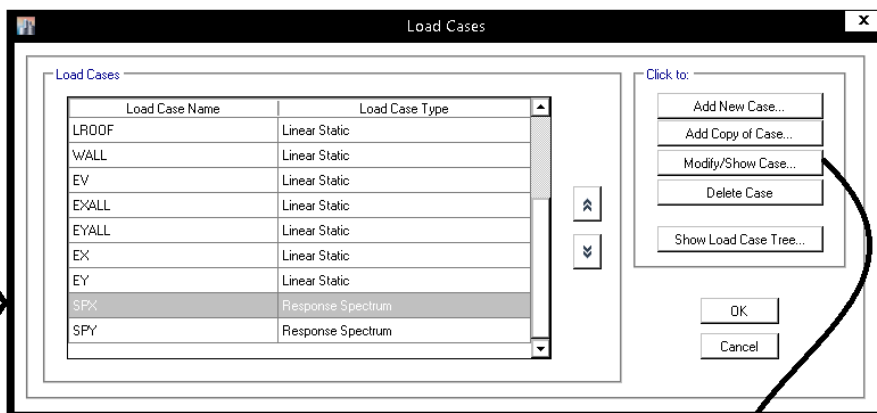 Load Cases
x
Load Cases
Load Case Name Load Case Type
LROOF Linear Static
WALL Linear Static
EV Linear Static
EXALL Linear Static
EYALL Linear Static
EX Linear Static
EY Linear Static
SPX Response Spectrum
SPY Response Spectrum
Click to:
Add New Case...
Add Copy of Case...
Modify/Show Case...
Delete Case
Show Load Case Tree...
OK
Cancel